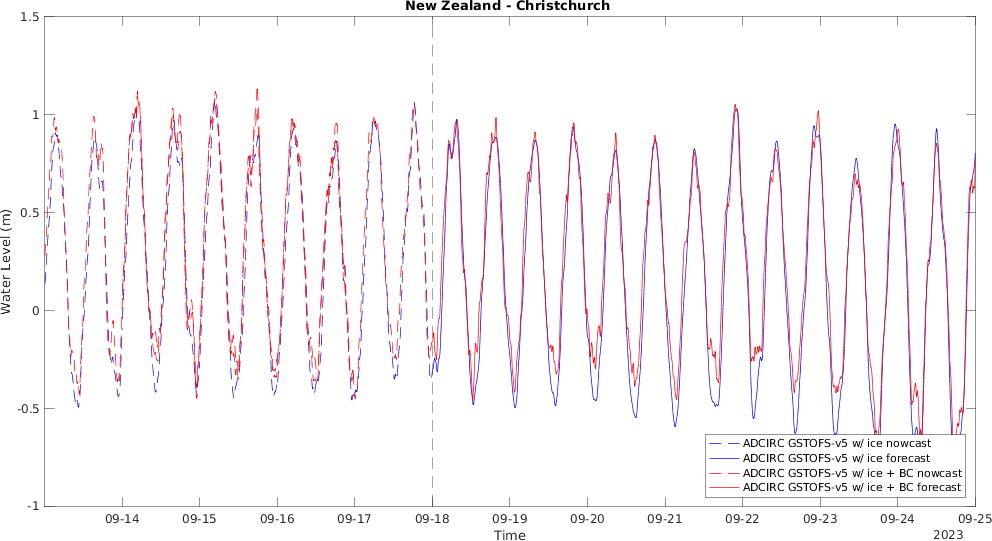 New Zealand - Christchurch
Water Level (m)
1.5
1
0.5
0
-0.5
-1
ADCIRC GSTOFS-v5 w/ ice nowcast
ADCIRC GSTOFS-v5 w/ ice forecast
ADCIRC GSTOFS-v5 w/ ice + BC nowcast
ADCIRC GSTOFS-v5 w/ ice + BC forecast
09-14 09-15 09-16 09-17 09-18 09-19 09-20 09-21 09-22 09-23 09-24 09-25
Time
2023